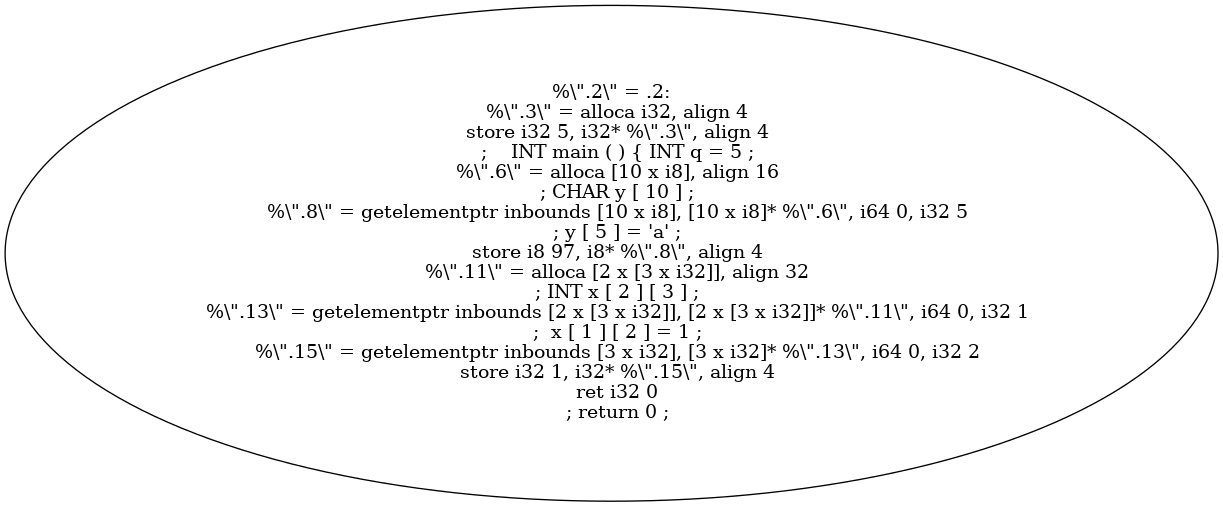 %\".2\" = .2:
%\".3\" = alloca i32, align 4
store i32 5, i32* %\".3\", align 4
;    INT main ( ) { INT q = 5 ;
%\".6\" = alloca [10 x i8], align 16
; CHAR y [ 10 ] ;
%\".8\" = getelementptr inbounds [10 x i8], [10 x i8]* %\".6\", i64 0, i32 5
; y [ 5 ] = 'a' ;
store i8 97, i8* %\".8\", align 4
%\".11\" = alloca [2 x [3 x i32]], align 32
; INT x [ 2 ] [ 3 ] ;
%\".13\" = getelementptr inbounds [2 x [3 x i32]], [2 x [3 x i32]]* %\".11\", i64 0, i32 1
;  x [ 1 ] [ 2 ] = 1 ;
%\".15\" = getelementptr inbounds [3 x i32], [3 x i32]* %\".13\", i64 0, i32 2
store i32 1, i32* %\".15\", align 4
ret i32 0
; return 0 ;